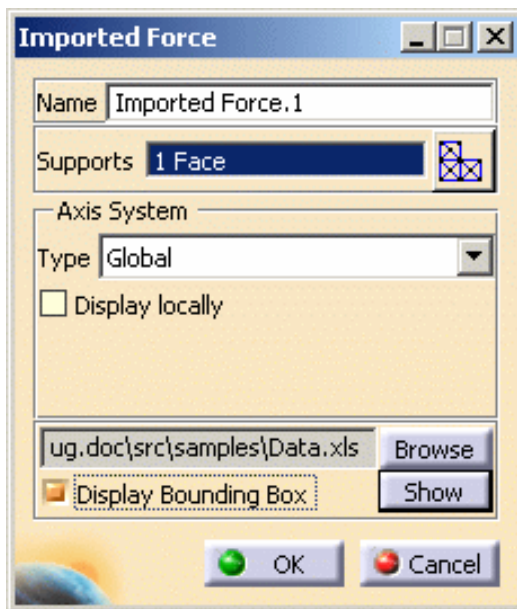 Imported Force
Name Imported Force.1
Supports 1 Face
Axis System
Type Global
Display locally
ug.doc\src\samples\Data.xls Browse
Display Bounding Box Show
OK Cancel